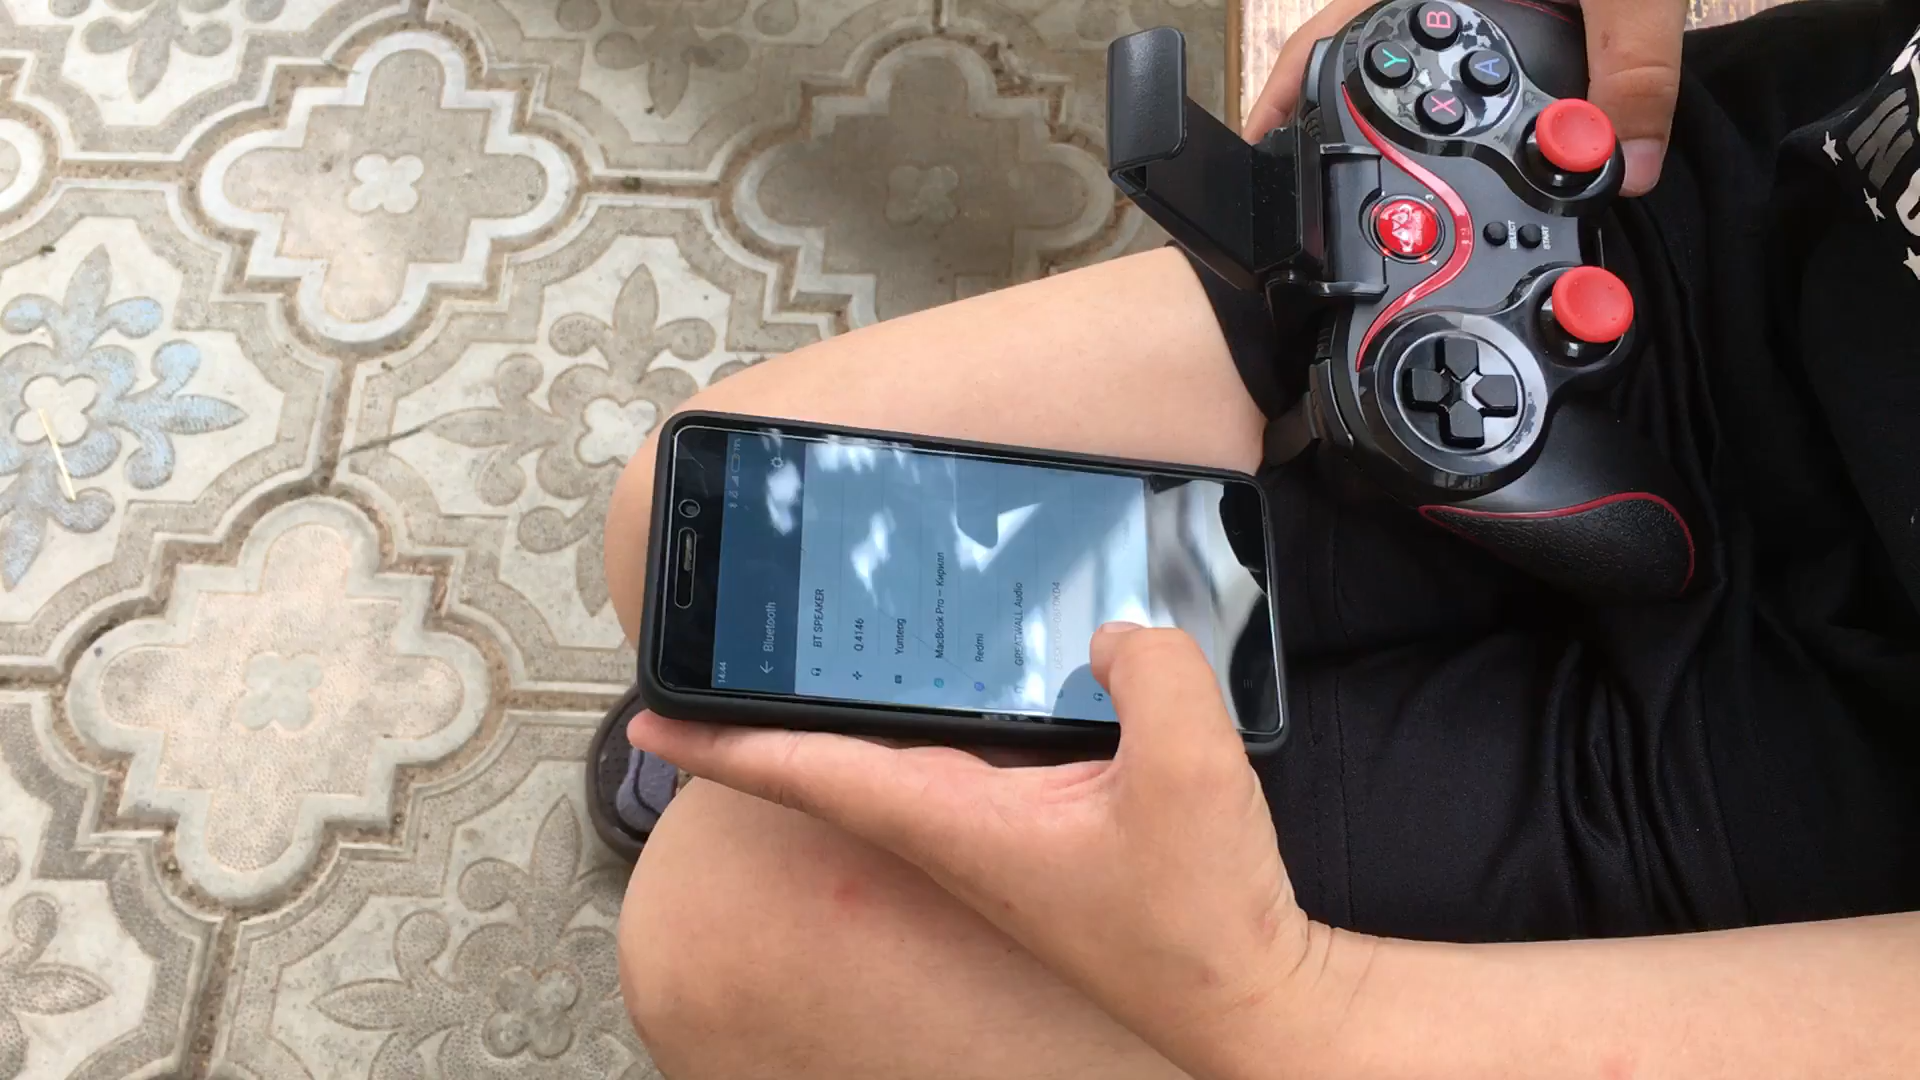 14:44
Bluetooth
BT SPEAKER
Q 4146
Yunteng
MacBook Pro — Кирилл
Redmi
GREATWALL Audio
B
Y
A
X
SELECT
START